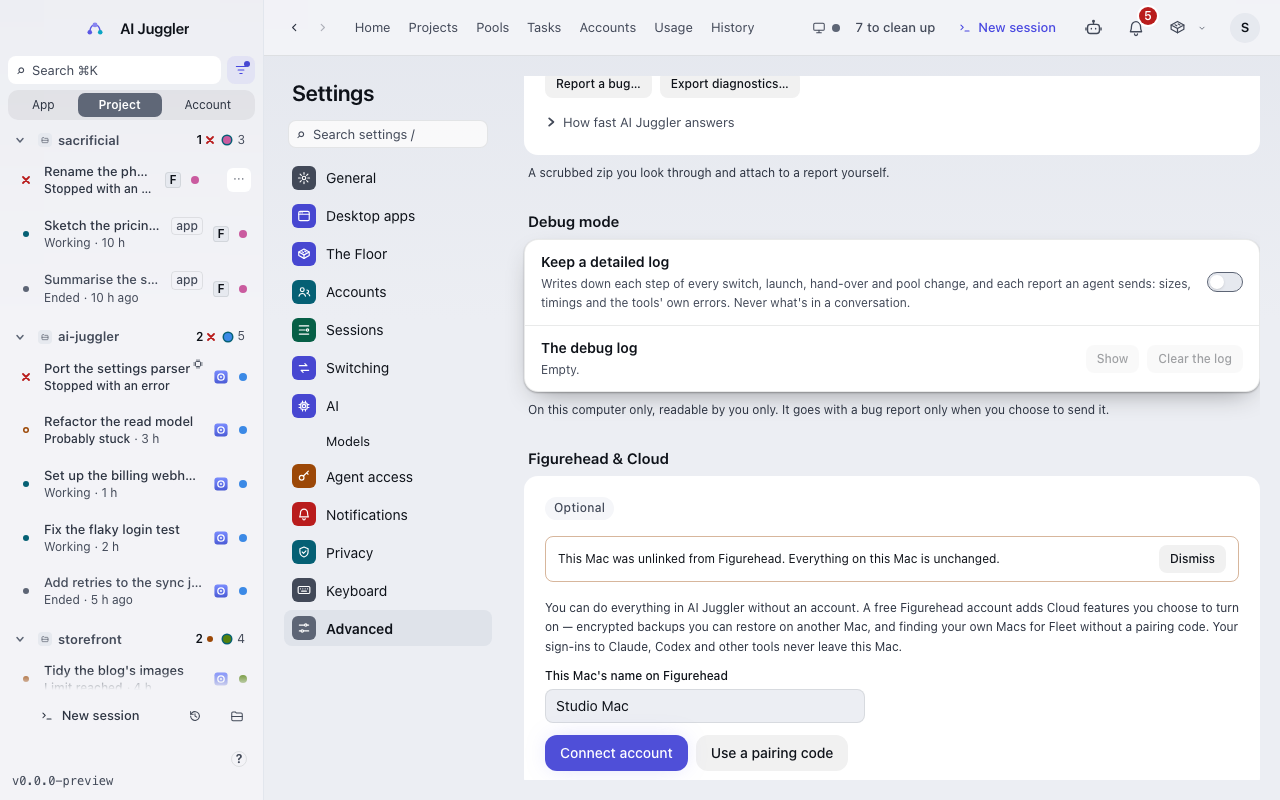 AI Juggler
Search ⌘K
App
Project
Account
sacrificial
1
3
Rename the ph...
Stopped with an ...
F
Sketch the pricin...
app
Working · 10 h
F
Summarise the s...
app
Ended · 10 h ago
F
ai-juggler
2
5
Port the settings parser
Stopped with an error
Refactor the read model
Probably stuck · 3 h
Set up the billing webh...
Working · 1 h
Fix the flaky login test
Working · 2 h
Add retries to the sync j...
Ended · 5 h ago
storefront
2
4
Tidy the blog's images
Limit reached · 4 h
New session
?
v0.0.0-preview
Home
Projects
Pools
Tasks
Accounts
Usage
History
7 to clean up
New session
5
S
Settings
Search settings /
General
Desktop apps
The Floor
Accounts
Sessions
Switching
AI
Models
Agent access
Notifications
Privacy
Keyboard
Advanced
Report a bug...
Export diagnostics...
How fast AI Juggler answers
A scrubbed zip you look through and attach to a report yourself.
Debug mode
Keep a detailed log
Writes down each step of every switch, launch, hand-over and pool change, and each report an agent sends: sizes,
timings and the tools' own errors. Never what's in a conversation.
The debug log
Empty.
Show
Clear the log
On this computer only, readable by you only. It goes with a bug report only when you choose to send it.
Figurehead & Cloud
Optional
This Mac was unlinked from Figurehead. Everything on this Mac is unchanged.
Dismiss
You can do everything in AI Juggler without an account. A free Figurehead account adds Cloud features you choose to turn
on — encrypted backups you can restore on another Mac, and finding your own Macs for Fleet without a pairing code. Your
sign-ins to Claude, Codex and other tools never leave this Mac.
This Mac's name on Figurehead
Studio Mac
Connect account
Use a pairing code